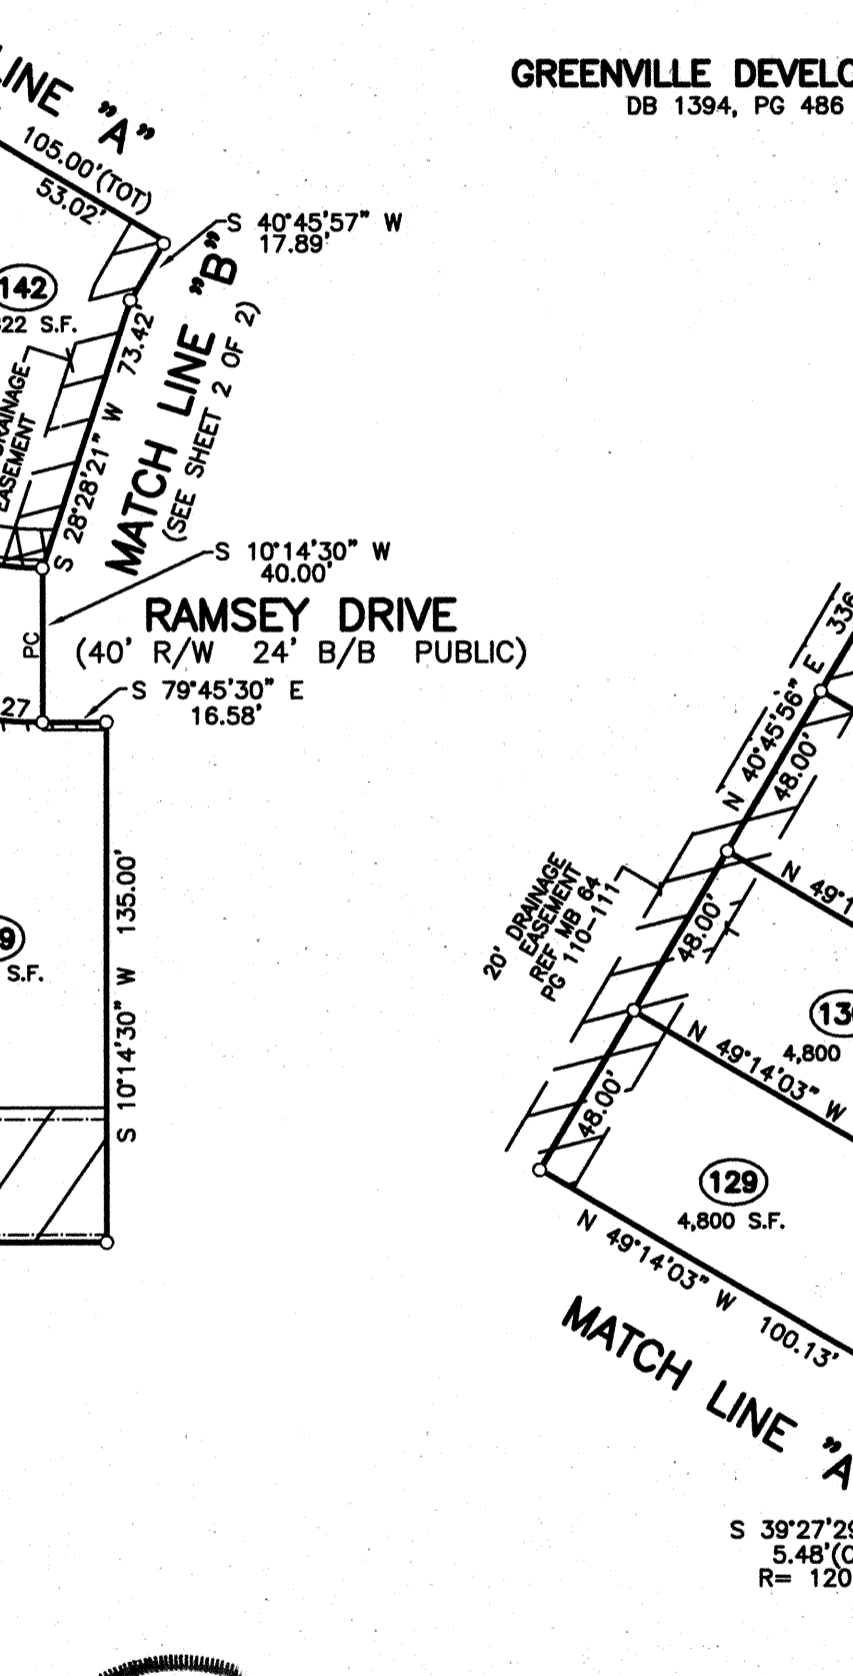 LINE "A"
105.00'(TOT)
53.02'
GREENVILLE DEVELO
DB 1394, PG 486
S 40°45'57" W
17.89'
142
22 S.F.
73.42'
S 28°28'21" W
MATCH LINE "B"
(SEE SHEET 2 OF 2)
RAINAGE
EASEMENT
S 10°14'30" W
40.00'
RAMSEY DRIVE
(40' R/W 24' B/B PUBLIC)
PC
S 79°45'30" E
16.58'
27
336
N 40°45'56" E
48.00'
20' DRAINAGE
EASEMENT
REF MB 64
PG 110-111
N 49°1
48.00'
S 10°14'30" W 135.00'
9
S.F.
13
4,800
N 49°14'03" W
48.00'
129
4,800 S.F.
N 49°14'03" W 100.13'
MATCH LINE "A
S 39°27'29
5.48'(C
R= 120